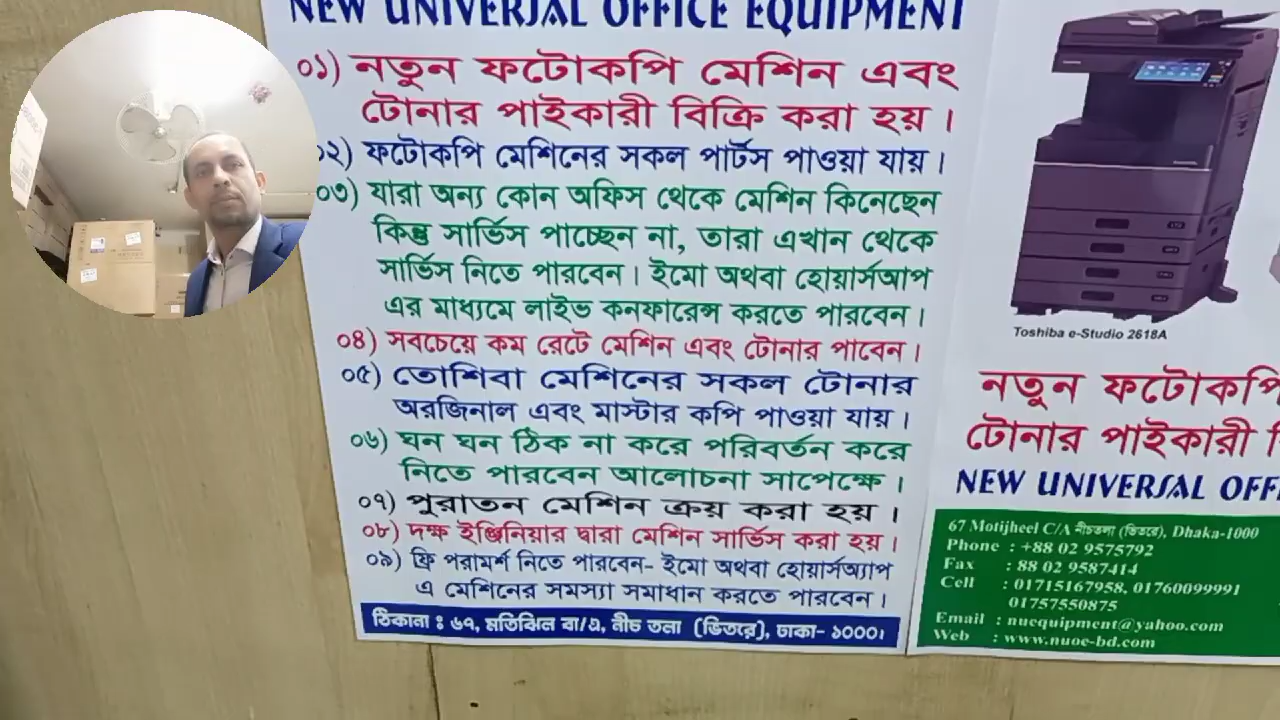 NEW UNIVERSAL OFFICE EQUIPMENT
০১) নতুন ফটোকপি মেশিন এবং
টোনার পাইকারী বিক্রি করা হয় ।
০২) ফটোকপি মেশিনের সকল পার্টস পাওয়া যায় ।
০৩) যারা অন্য কোন অফিস থেকে মেশিন কিনেছেন
কিন্তু সার্ভিস পাচ্ছেন না, তারা এখান থেকে
সার্ভিস নিতে পারবেন । ইমো অথবা হোয়ার্সআপ
এর মাধ্যমে লাইভ কনফারেন্স করতে পারবেন ।
০৪) সবচেয়ে কম রেটে মেশিন এবং টোনার পাবেন ।
০৫) তোশিবা মেশিনের সকল টোনার
অরজিনাল এবং মাস্টার কপি পাওয়া যায় ।
০৬) ঘন ঘন ঠিক না করে পরিবর্তন করে
নিতে পারবেন আলোচনা সাপেক্ষে ।
০৭) পুরাতন মেশিন ক্রয় করা হয় ।
০৮) দক্ষ ইঞ্জিনিয়ার দ্বারা মেশিন সার্ভিস করা হয় ।
০৯) ফ্রি পরামর্শ নিতে পারবেন- ইমো অথবা হোয়ার্সঅ্যাপ
এ মেশিনের সমস্যা সমাধান করতে পারবেন ।
ঠিকানা : ৬৭, মতিঝিল বা/এ, নীচ তলা (ভিতরে), ঢাকা- ১০০০।
Toshiba e-Studio 2618A
নতুন ফটোকপি
টোনার পাইকারী
NEW UNIVERSAL OFF
67 Motijheel C/A নীচতলা (ভিতরে), Dhaka-1000
Phone : +88 02 9575792
Fax : 88 02 9587414
Cell : 01715167958, 01760099991
01757550875
Email : nuequipment@yahoo.com
Web : www.nuoe-bd.com